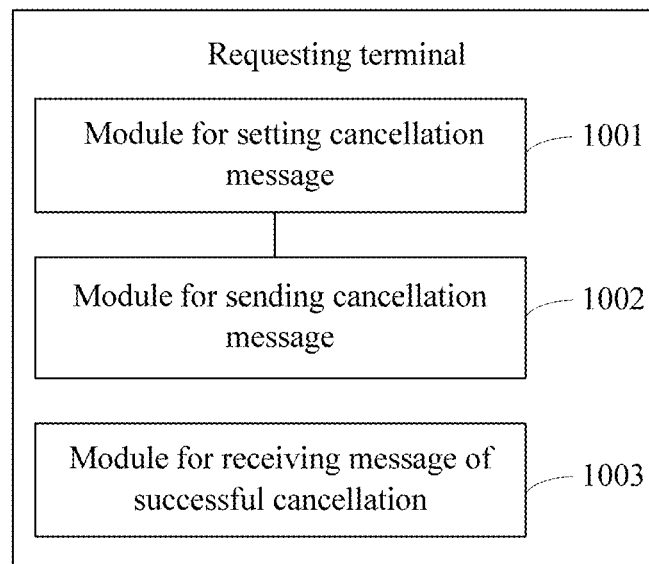 Requesting terminal
Module for setting cancellation
message
1001
Module for sending cancellation
message
1002
Module for receiving message of
successful cancellation
1003